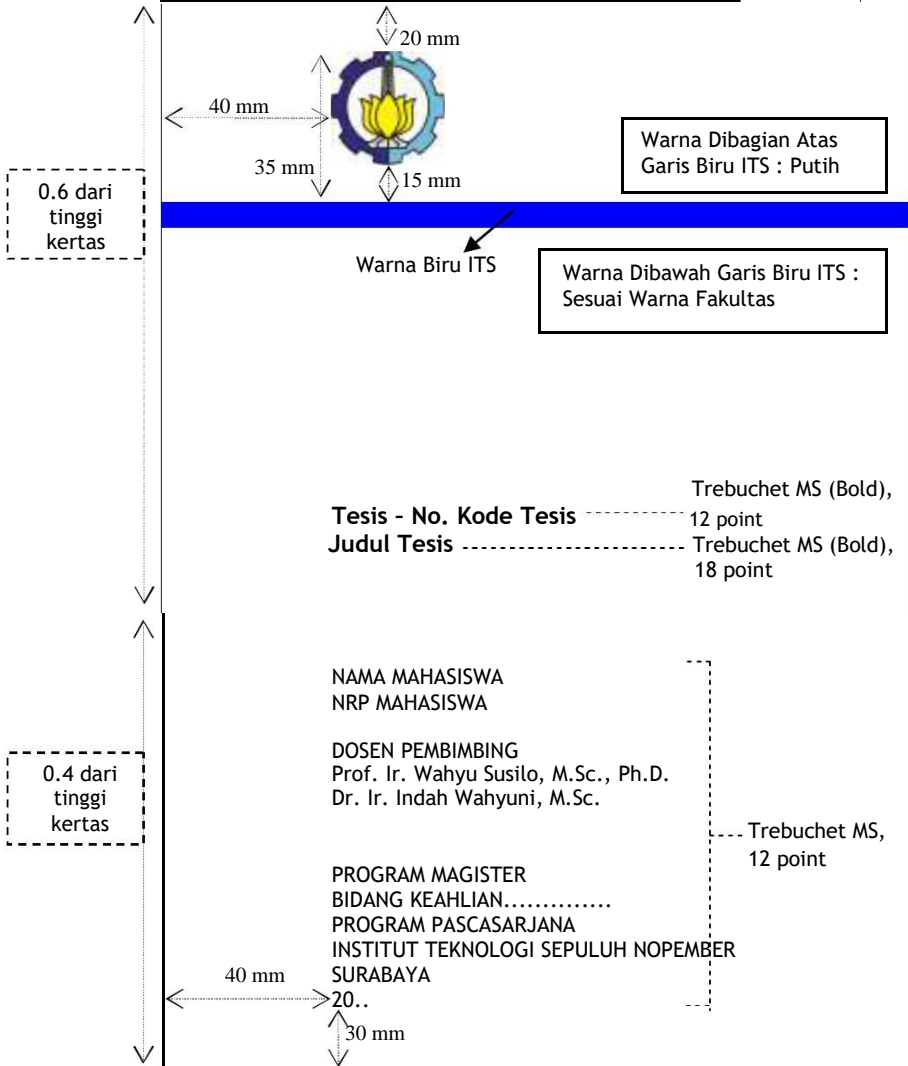 20 mm
40 mm
35 mm
15 mm
Warna Dibagian Atas
Garis Biru ITS : Putih
0.6 dari
tinggi
kertas
Warna Biru ITS
Warna Dibawah Garis Biru ITS :
Sesuai Warna Fakultas
Tesis – No. Kode Tesis
Trebuchet MS (Bold),
12 point
Judul Tesis
Trebuchet MS (Bold),
18 point
NAMA MAHASISWA
NRP MAHASISWA
DOSEN PEMBIMBING
Prof. Ir. Wahyu Susilo, M.Sc., Ph.D.
Dr. Ir. Indah Wahyuni, M.Sc.
0.4 dari
tinggi
kertas
Trebuchet MS,
12 point
PROGRAM MAGISTER
BIDANG KEAHLIAN..............
PROGRAM PASCASARJANA
INSTITUT TEKNOLOGI SEPULUH NOPEMBER
SURABAYA
20..
40 mm
30 mm